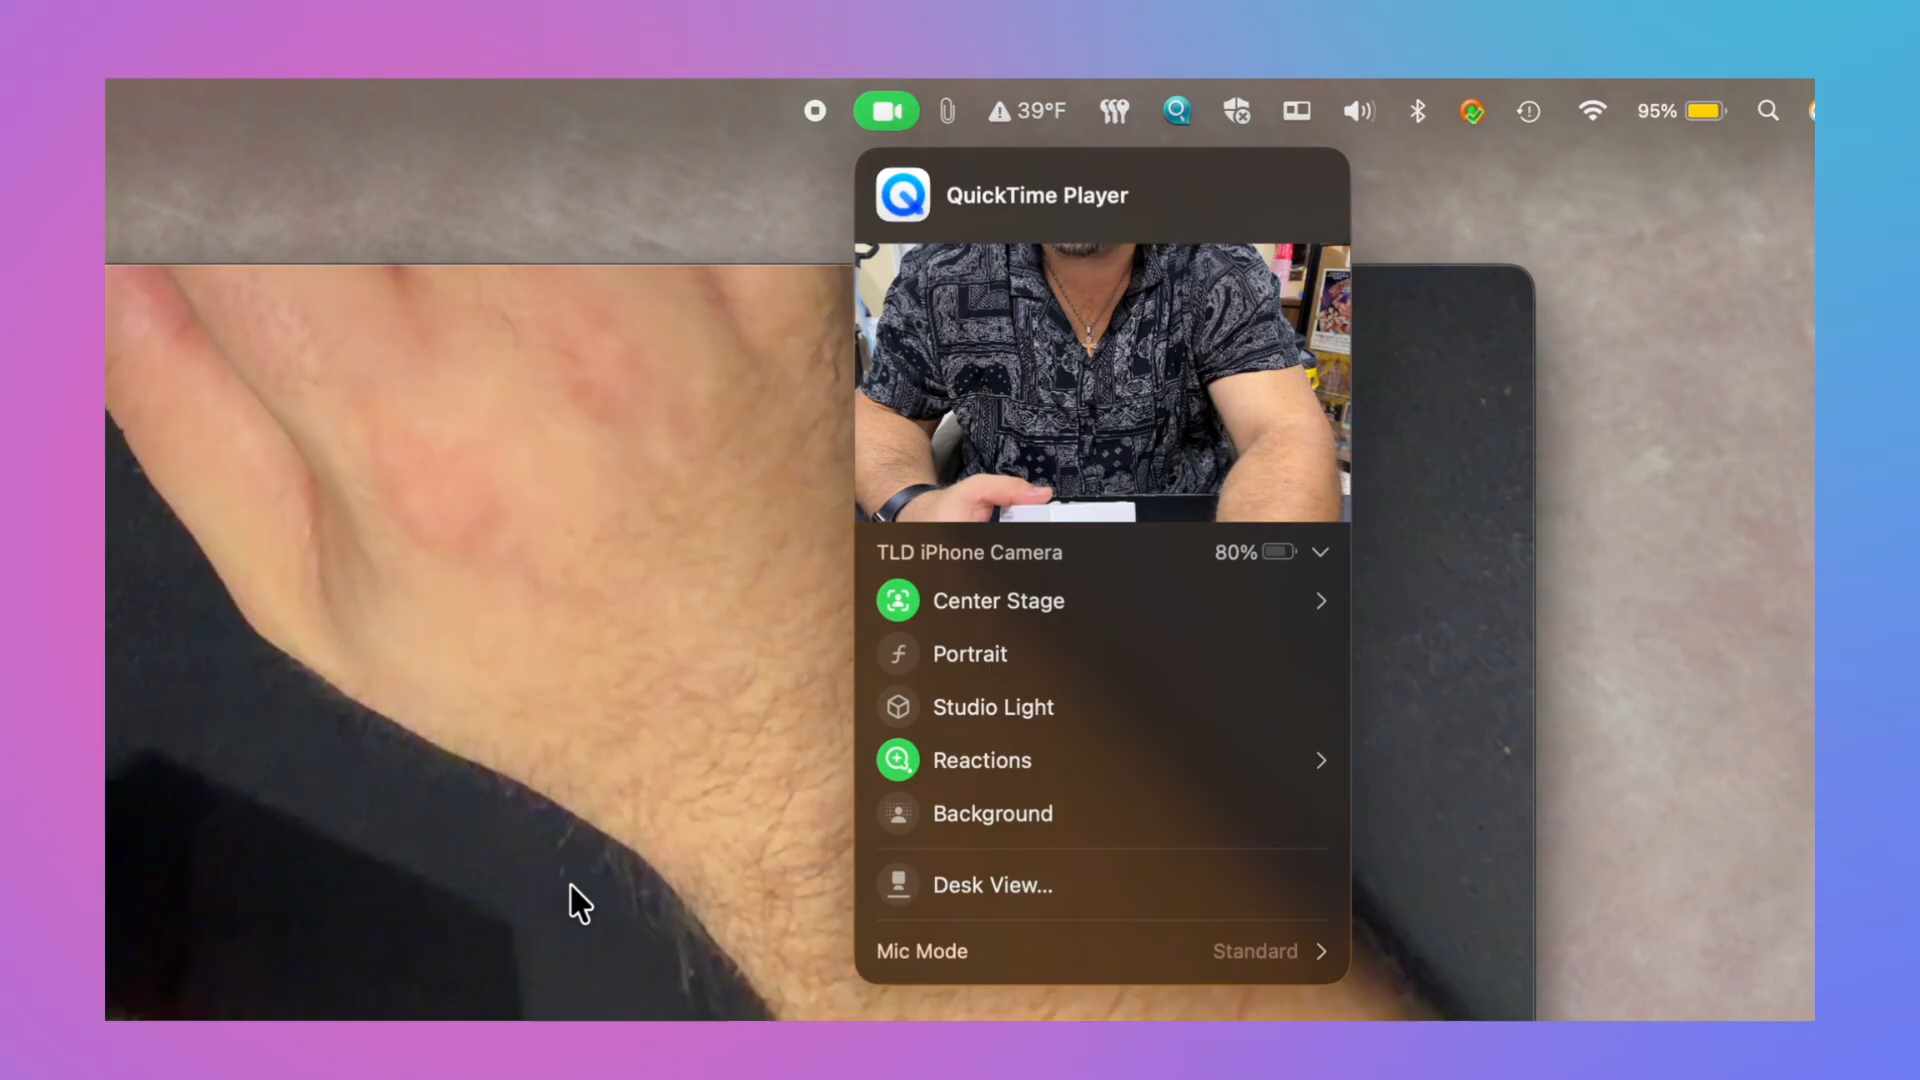 39°F
95%
QuickTime Player
TLD iPhone Camera 80%
Center Stage
Portrait
Studio Light
Reactions
Background
Desk View...
Mic Mode Standard